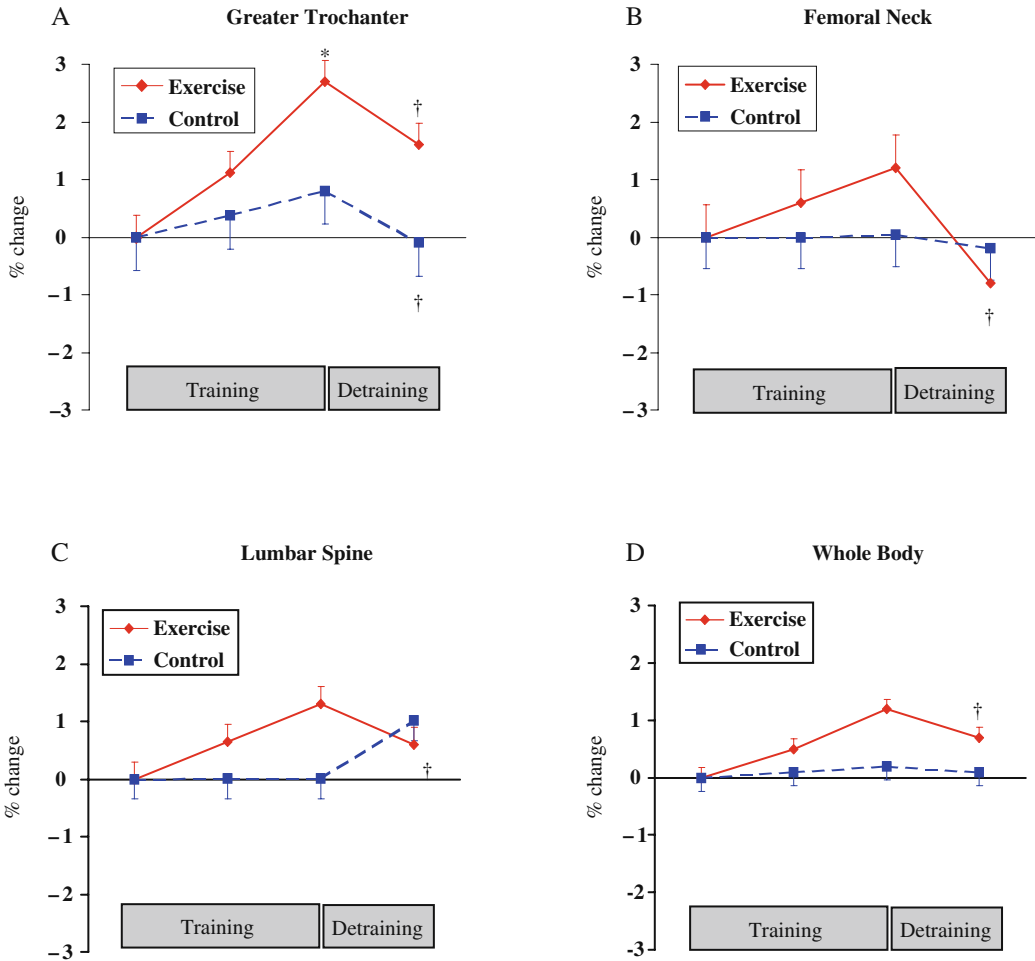 A
Greater Trochanter
3
2
1
0
−1
−2
−3
% change
Exercise
Control
*
†
†
Training
Detraining
B
Femoral Neck
3
2
1
0
−1
−2
−3
% change
Exercise
Control
†
Training
Detraining
C
Lumbar Spine
3
2
1
0
−1
−2
−3
% change
Exercise
Control
†
Training
Detraining
D
Whole Body
3
2
1
0
−1
-2
-3
% change
Exercise
Control
†
Training
Detraining